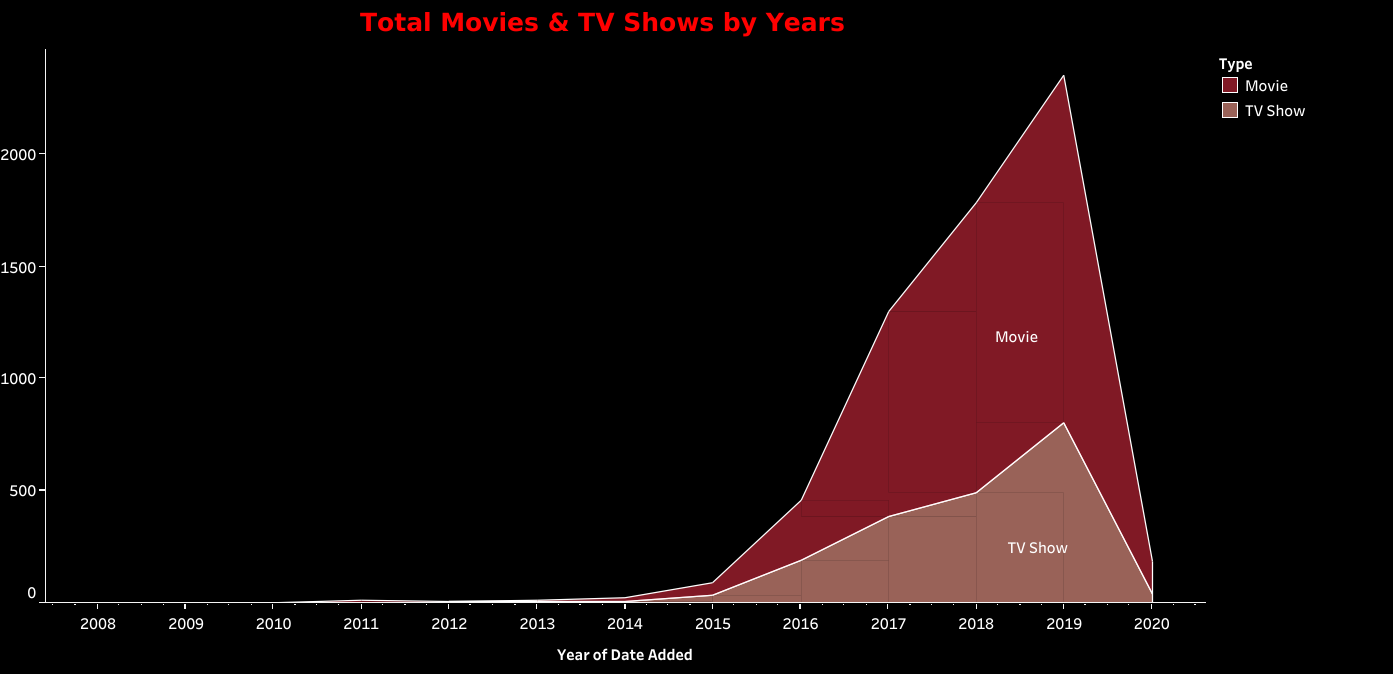 Total Movies & TV Shows by Years
Type
Movie
TV Show
2000
1500
1000
500
0
Movie
TV Show
2008 2009 2010 2011 2012 2013 2014 2015 2016 2017 2018 2019 2020
Year of Date Added